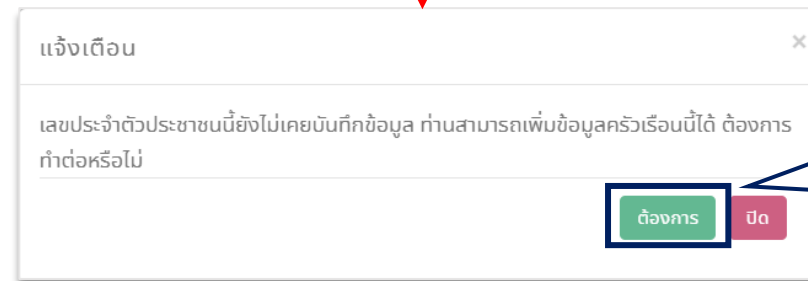 แจ้งเตือน ×
เลขประจำตัวประชาชนนี้ยังไม่เคยบันทึกข้อมูล ท่านสามารถเพิ่มข้อมูลครัวเรือนนี้ได้ ต้องการ
ทำต่อหรือไม่
ต้องการ ปิด